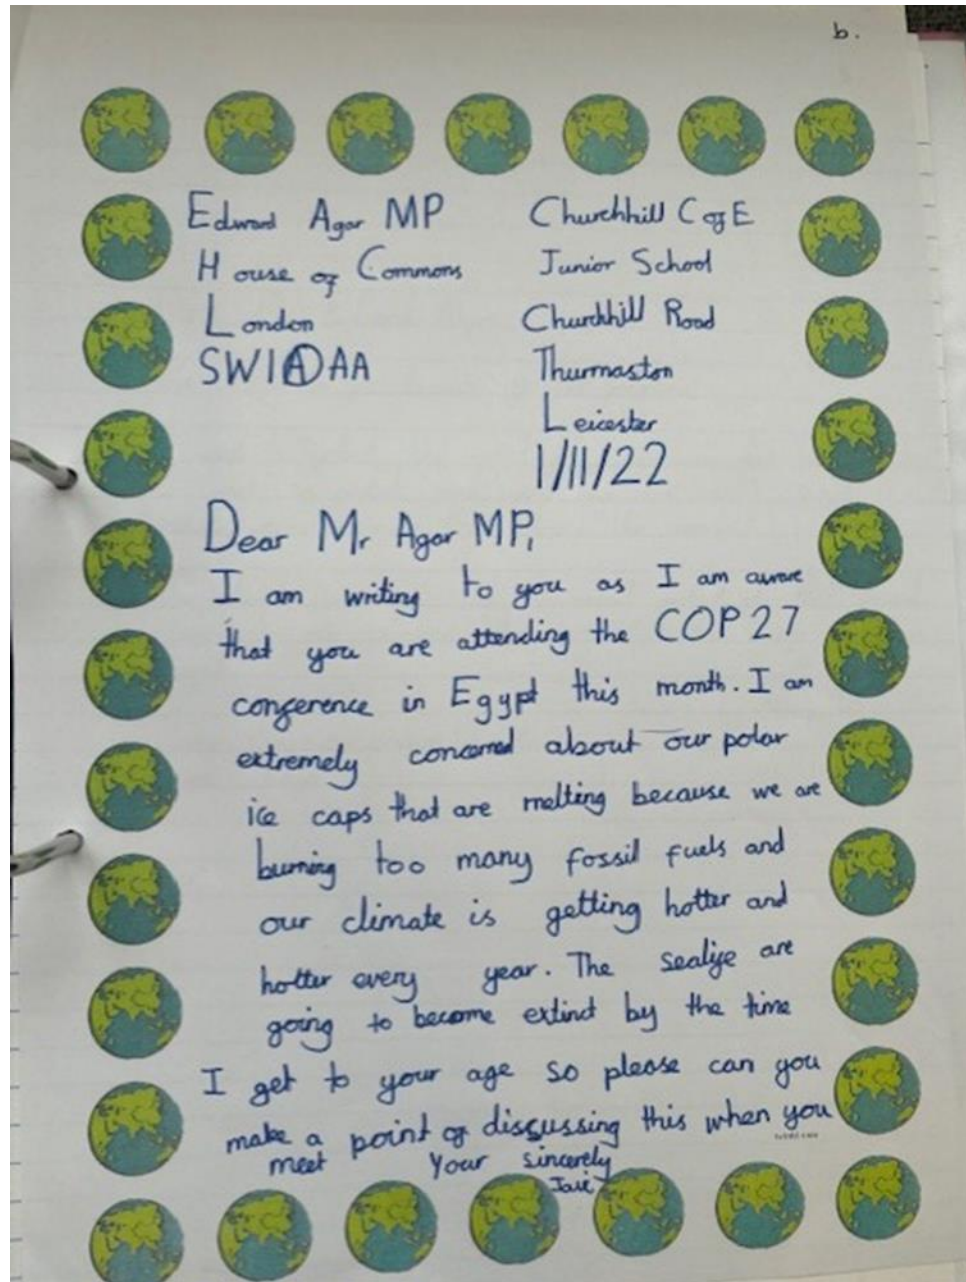 b.
Edward Agar MP
House of Commons
London
SW1A0AA
Churchhill C of E
Junior School
Churchhill Road
Thurmaston
Leicester
1/11/22
Dear Mr Agar MP,
I am writing to you as I am aware
that you are attending the COP27
conference in Egypt this month. I am
extremely concerned about our polar
ice caps that are melting because we are
burning too many fossil fuels and
our climate is getting hotter and
hotter every year. The sealife are
going to become extinct by the time
I get to your age so please can you
make a point of discussing this when you
meet
Your sincerely